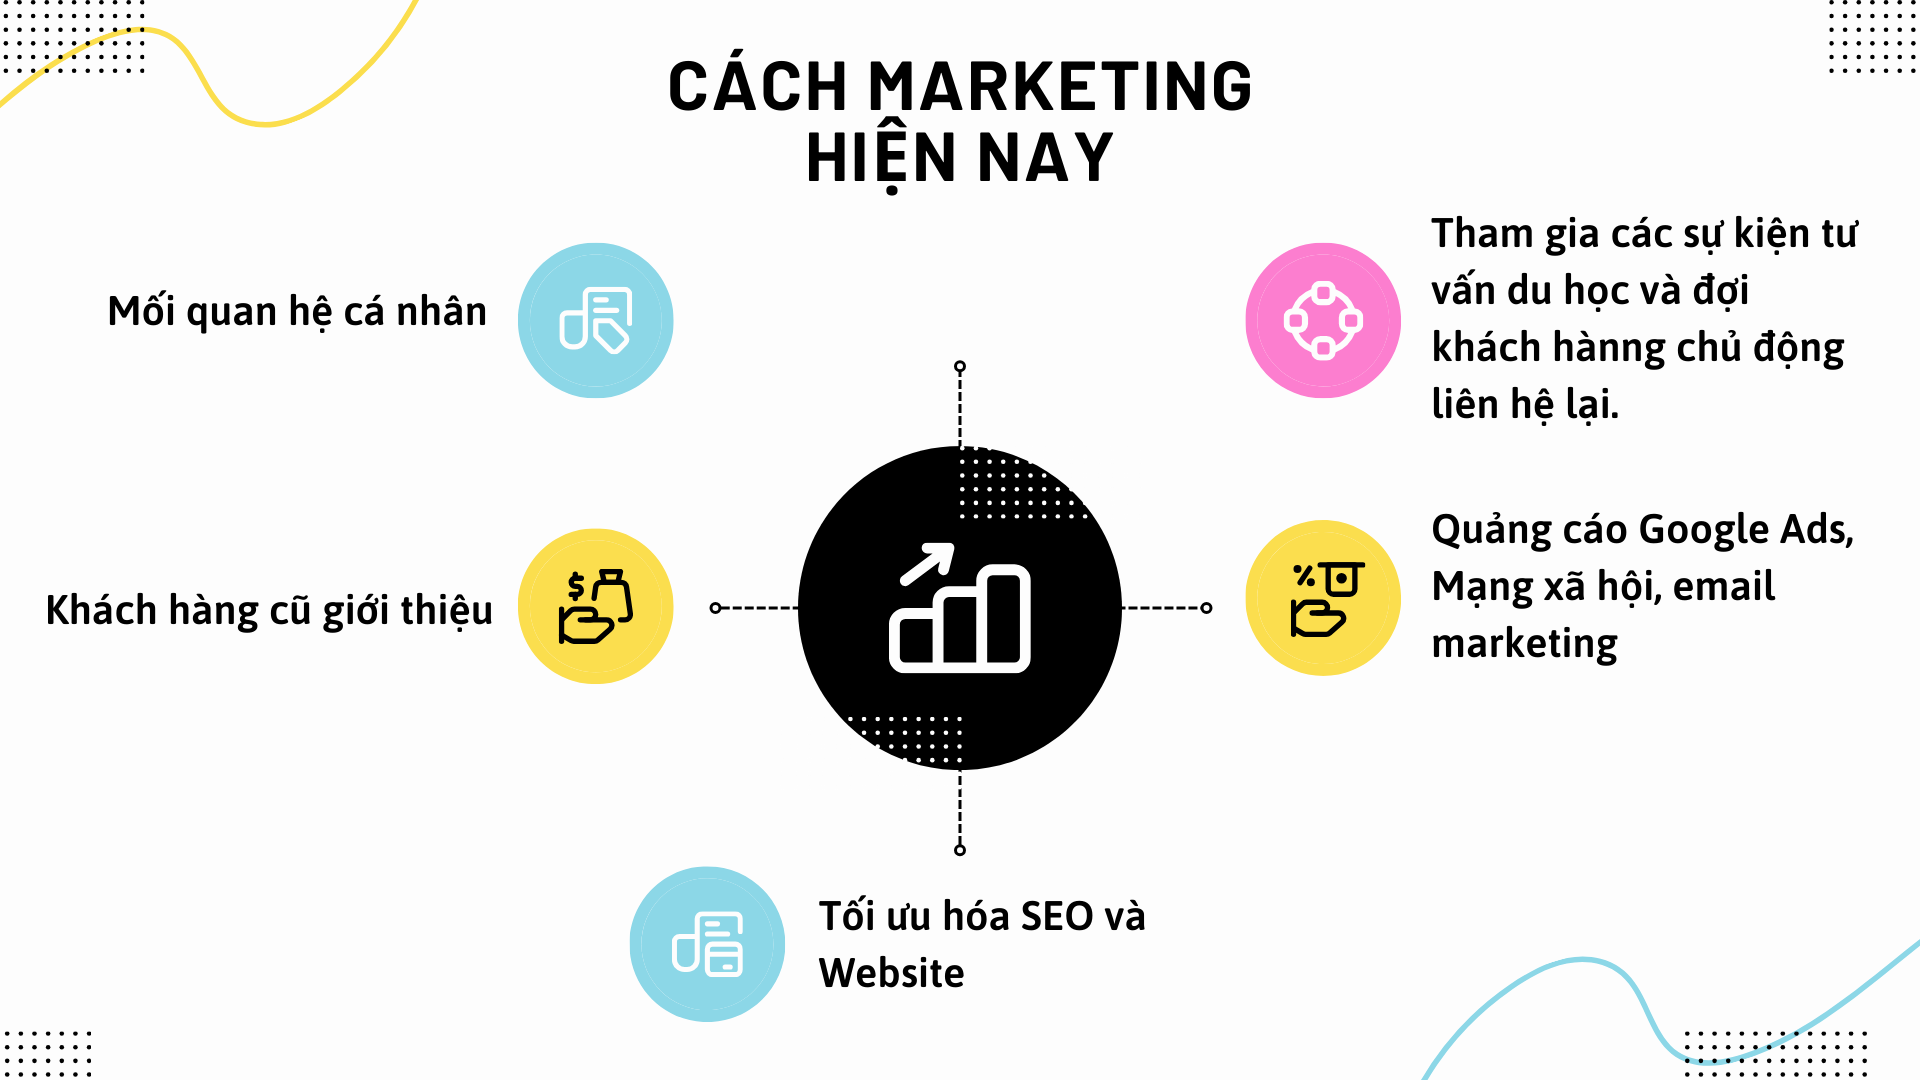 CÁCH MARKETING
HIỆN NAY
Mối quan hệ cá nhân
Tham gia các sự kiện tư
vấn du học và đợi
khách hànng chủ động
liên hệ lại.
Khách hàng cũ giới thiệu
Quảng cáo Google Ads,
Mạng xã hội, email
marketing
Tối ưu hóa SEO và
Website